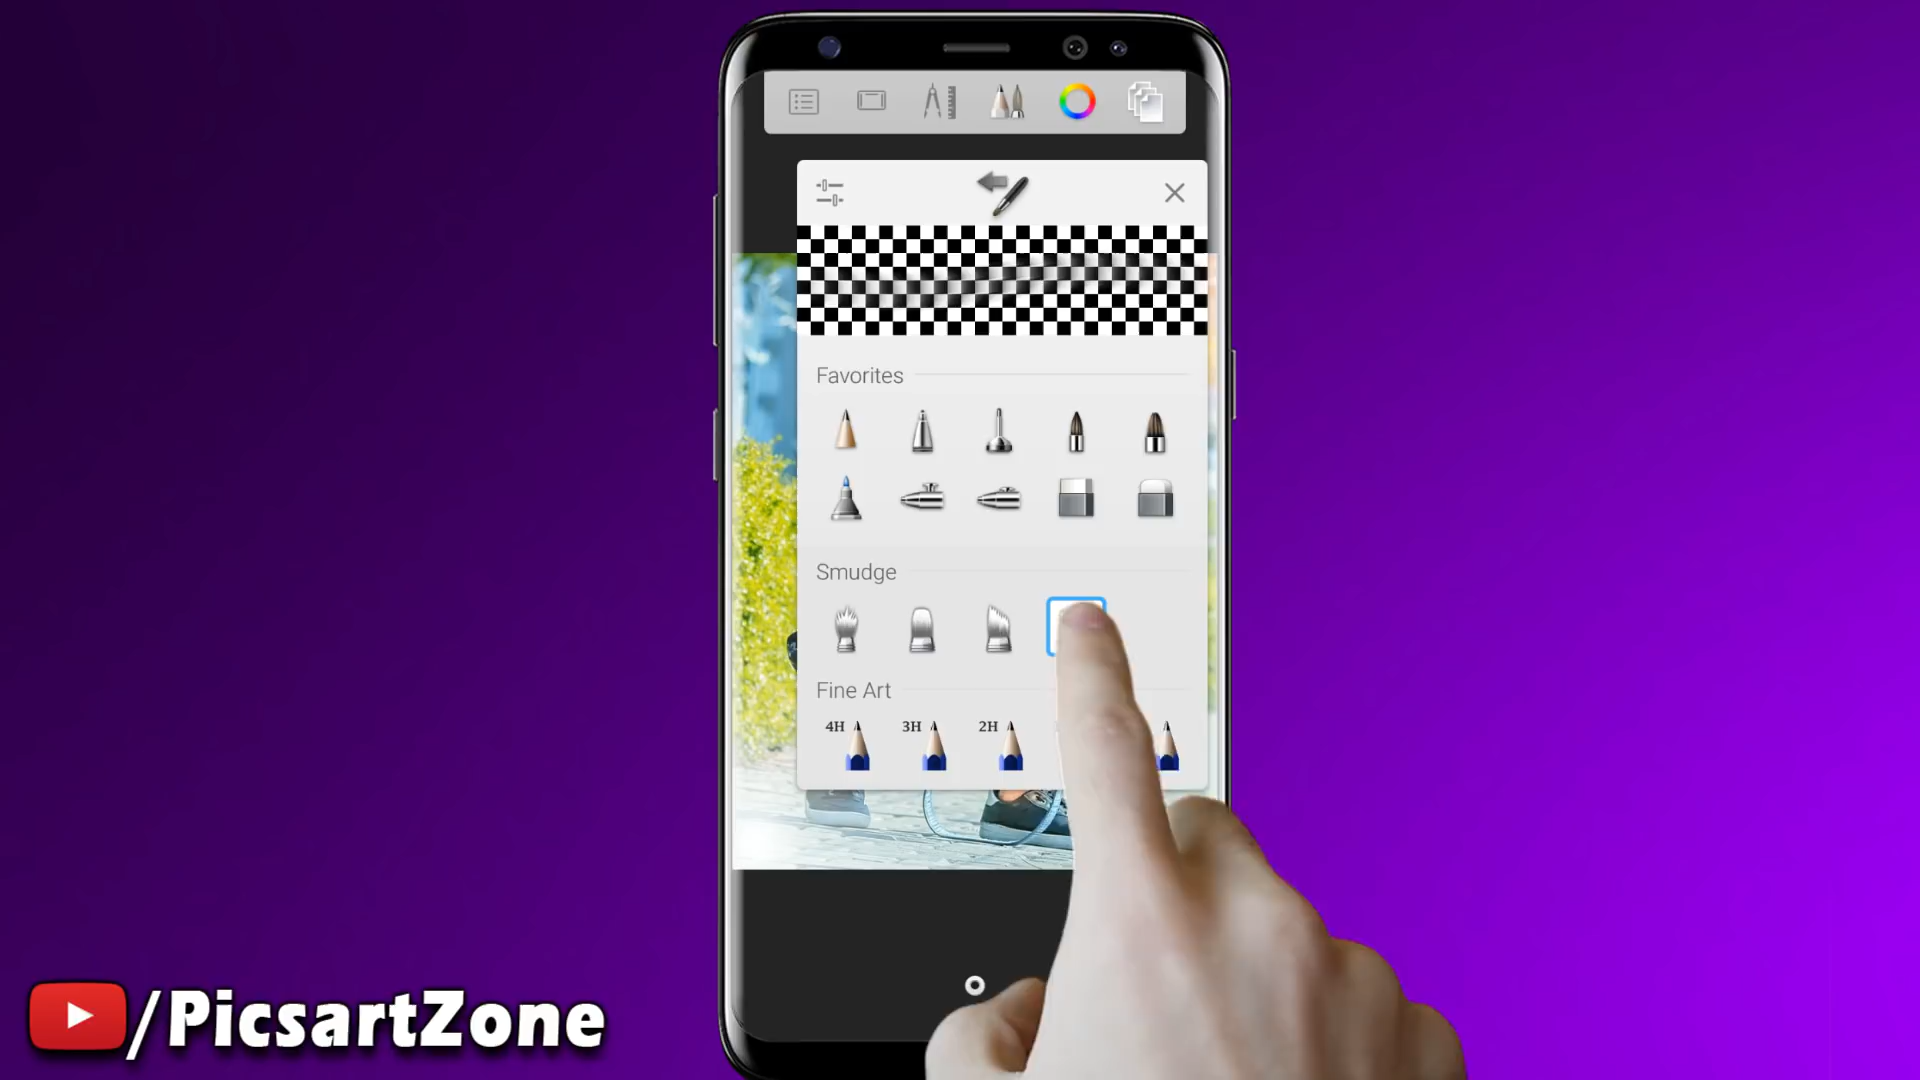 Favorites
Smudge
Fine Art
4H 3H 2H
/PicsartZone